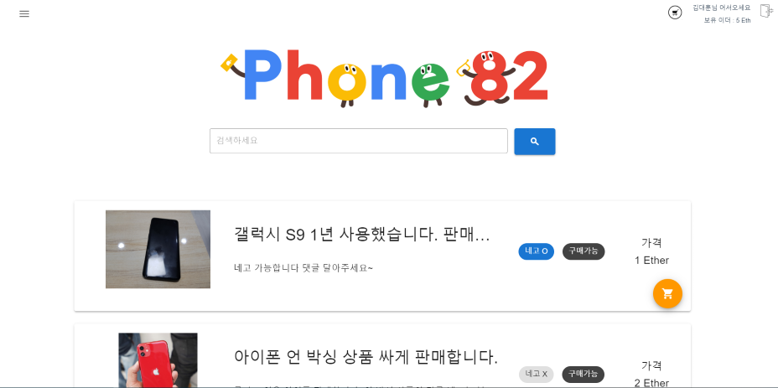 김대훈님 어서오세요
보유 이더 : 5 Eth
Phone 82
검색하세요
갤럭시 S9 1년 사용했습니다. 판매...
네고 가능합니다 댓글 달아주세요~
네고 O
구매가능
가격
1 Ether
아이폰 언 박싱 상품 싸게 판매합니다.
네고 X
구매가능
가격
2 Ether